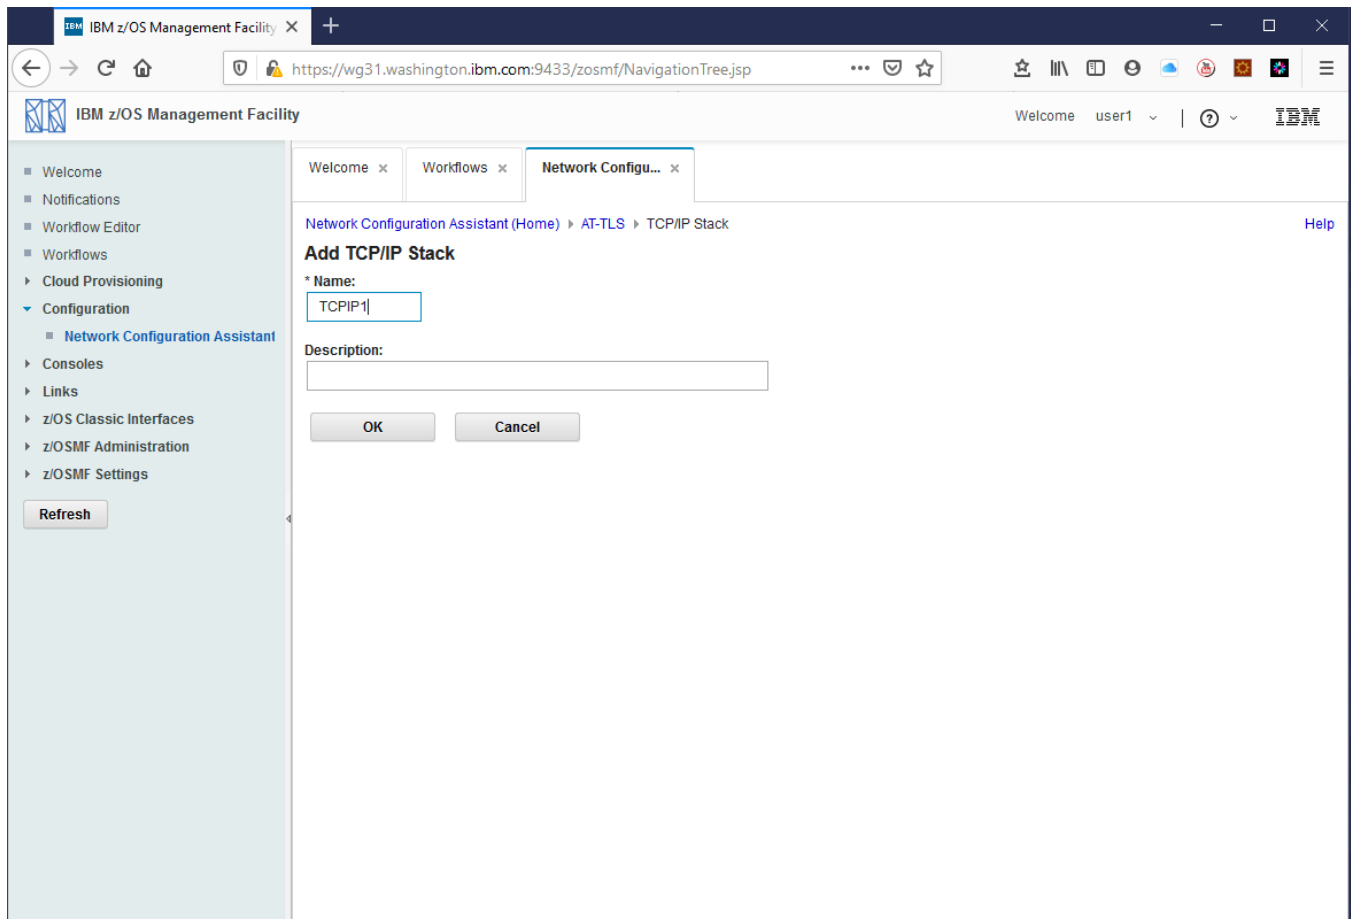 IBM IBM z/OS Management Facility
https://wg31.washington.ibm.com:9433/zosmf/NavigationTree.jsp
IBM z/OS Management Facility
Welcome user1
IBM
Welcome
Notifications
Workflow Editor
Workflows
Cloud Provisioning
Configuration
Network Configuration Assistant
Consoles
Links
z/OS Classic Interfaces
z/OSMF Administration
z/OSMF Settings
Refresh
Welcome
Workflows
Network Configu...
Network Configuration Assistant (Home) AT-TLS TCP/IP Stack
Help
Add TCP/IP Stack
* Name:
TCPIP1
Description:
OK
Cancel